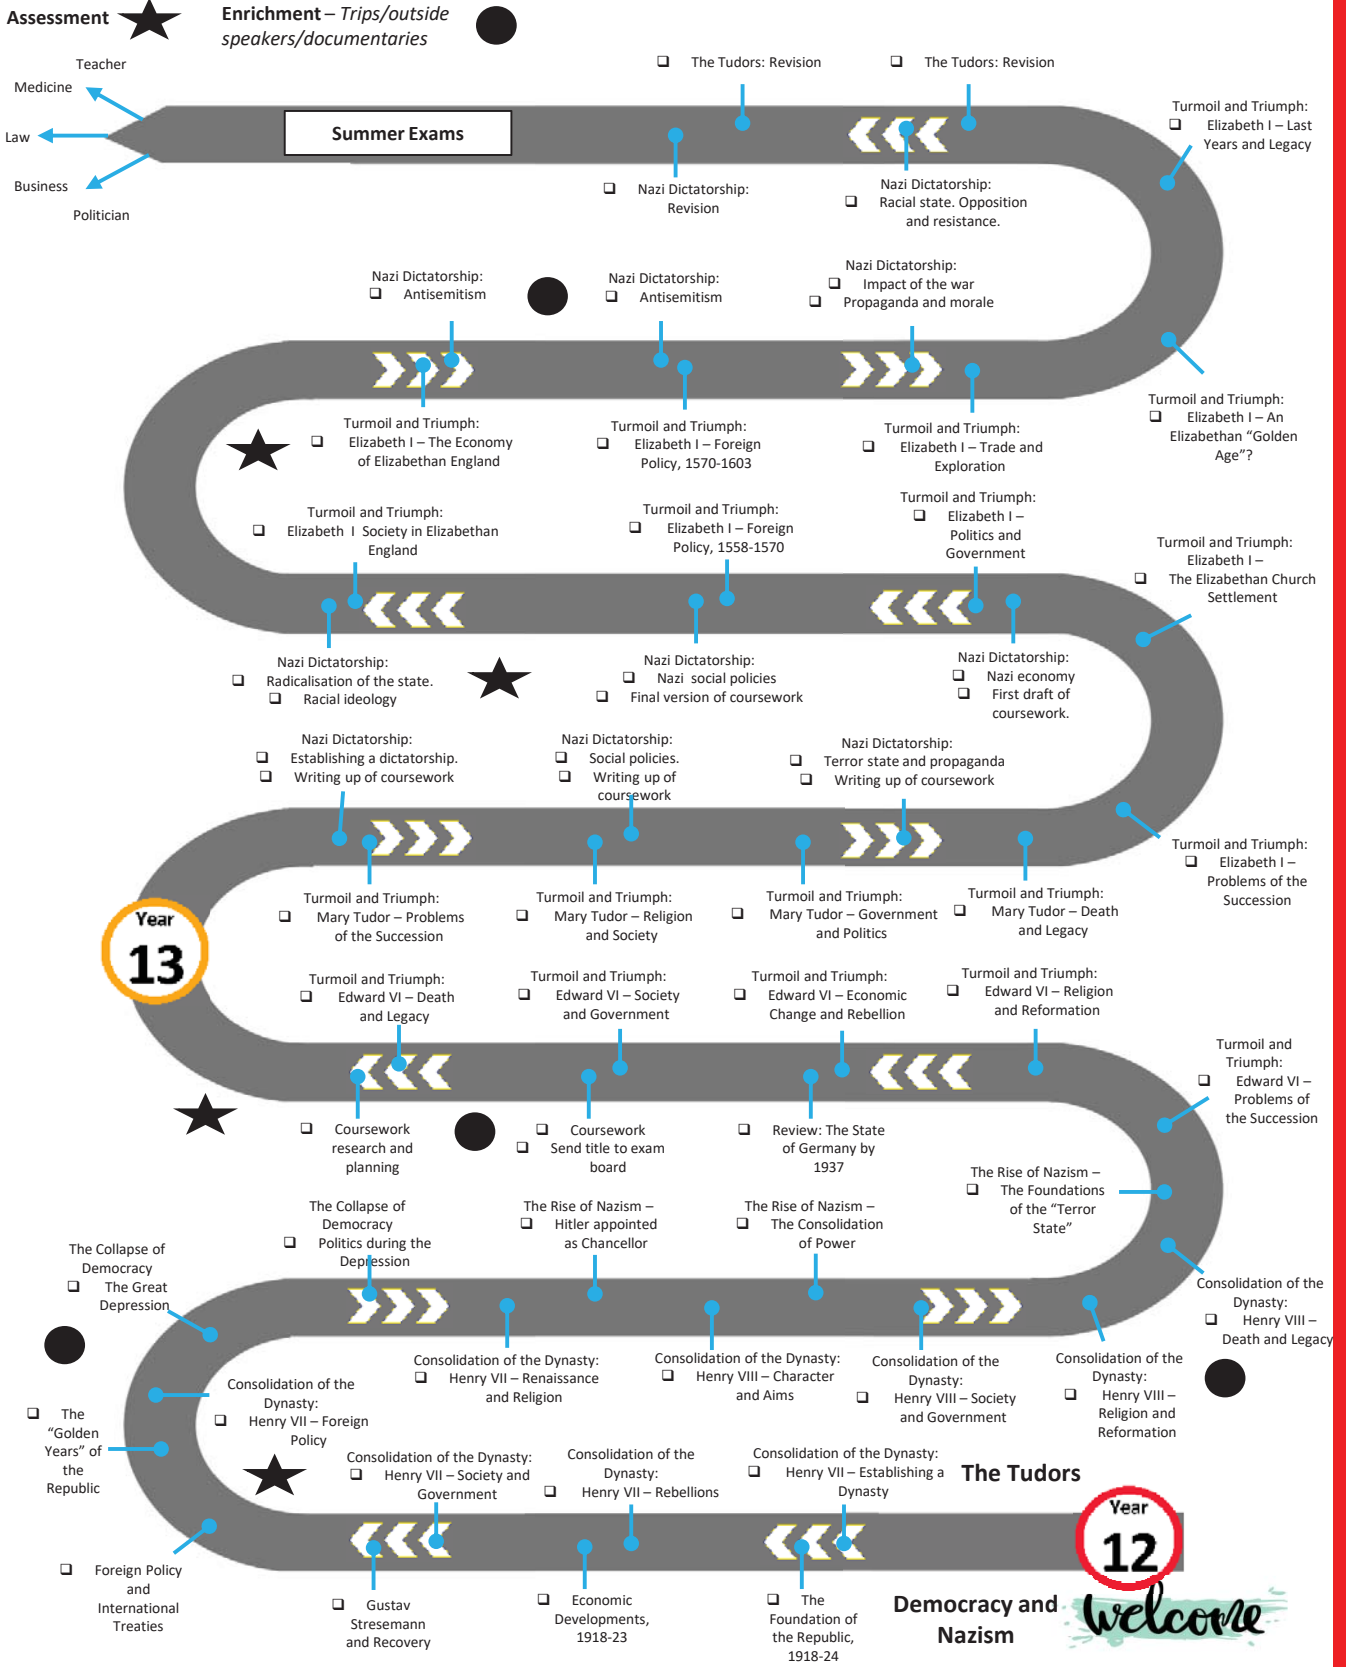 Assessment
Enrichment – Trips/outside
speakers/documentaries
Teacher
Medicine
Law
Business
Politician
Summer Exams
❑ The Tudors: Revision
❑ The Tudors: Revision
Turmoil and Triumph:
❑ Elizabeth I – Last
Years and Legacy
❑ Nazi Dictatorship:
Revision
Nazi Dictatorship:
❑ Racial state. Opposition
and resistance.
Nazi Dictatorship:
❑ Antisemitism
Nazi Dictatorship:
❑ Antisemitism
Nazi Dictatorship:
❑ Impact of the war
❑ Propaganda and morale
Turmoil and Triumph:
❑ Elizabeth I – An
Elizabethan “Golden
Age”?
Turmoil and Triumph:
❑ Elizabeth I – The Economy
of Elizabethan England
Turmoil and Triumph:
❑ Elizabeth I – Foreign
Policy, 1570-1603
Turmoil and Triumph:
❑ Elizabeth I – Trade and
Exploration
Turmoil and Triumph:
❑ Elizabeth I Society in Elizabethan
England
Turmoil and Triumph:
❑ Elizabeth I – Foreign
Policy, 1558-1570
Turmoil and Triumph:
❑ Elizabeth I –
Politics and
Government
Turmoil and Triumph:
Elizabeth I –
❑ The Elizabethan Church
Settlement
Nazi Dictatorship:
❑ Radicalisation of the state.
❑ Racial ideology
Nazi Dictatorship:
❑ Nazi social policies
❑ Final version of coursework
Nazi Dictatorship:
❑ Nazi economy
❑ First draft of
coursework.
Nazi Dictatorship:
❑ Establishing a dictatorship.
❑ Writing up of coursework
Nazi Dictatorship:
❑ Social policies.
❑ Writing up of
coursework
Nazi Dictatorship:
❑ Terror state and propaganda
❑ Writing up of coursework
Turmoil and Triumph:
❑ Elizabeth I –
Problems of the
Succession
Turmoil and Triumph:
❑ Mary Tudor – Problems
of the Succession
Turmoil and Triumph:
❑ Mary Tudor – Religion
and Society
Turmoil and Triumph:
❑ Mary Tudor – Government
and Politics
Turmoil and Triumph:
❑ Mary Tudor – Death
and Legacy
Year
13
Turmoil and Triumph:
❑ Edward VI – Death
and Legacy
Turmoil and Triumph:
❑ Edward VI – Society
and Government
Turmoil and Triumph:
❑ Edward VI – Economic
Change and Rebellion
Turmoil and Triumph:
❑ Edward VI – Religion
and Reformation
Turmoil and
Triumph:
❑ Edward VI –
Problems of
the Succession
❑ Coursework
research and
planning
❑ Coursework
❑ Send title to exam
board
❑ Review: The State
of Germany by
1937
The Rise of Nazism –
❑ The Foundations
of the “Terror
State”
The Collapse of
Democracy
❑ Politics during the
Depression
The Rise of Nazism –
❑ Hitler appointed
as Chancellor
The Rise of Nazism –
❑ The Consolidation
of Power
The Collapse of
Democracy
❑ The Great
Depression
Consolidation of the
Dynasty:
❑ Henry VIII –
Death and Legacy
Consolidation of the
Dynasty:
❑ Henry VII – Foreign
Policy
Consolidation of the Dynasty:
❑ Henry VII - Renaissance
and Religion
Consolidation of the Dynasty:
❑ Henry VIII – Character
and Aims
Consolidation of the
Dynasty:
❑ Henry VIII – Society
and Government
Consolidation of the
Dynasty:
❑ Henry VIII –
Religion and
Reformation
❑ The
“Golden
Years” of
the
Republic
Consolidation of the Dynasty:
❑ Henry VII – Society and
Government
Consolidation of the
Dynasty:
❑ Henry VII – Rebellions
Consolidation of the Dynasty:
❑ Henry VII – Establishing a
Dynasty
The Tudors
Year
12
❑ Foreign Policy
and
International
Treaties
❑ Gustav
Stresemann
and Recovery
❑ Economic
Developments,
1918-23
❑ The
Foundation of
the Republic,
1918-24
Democracy and
Nazism
welcome